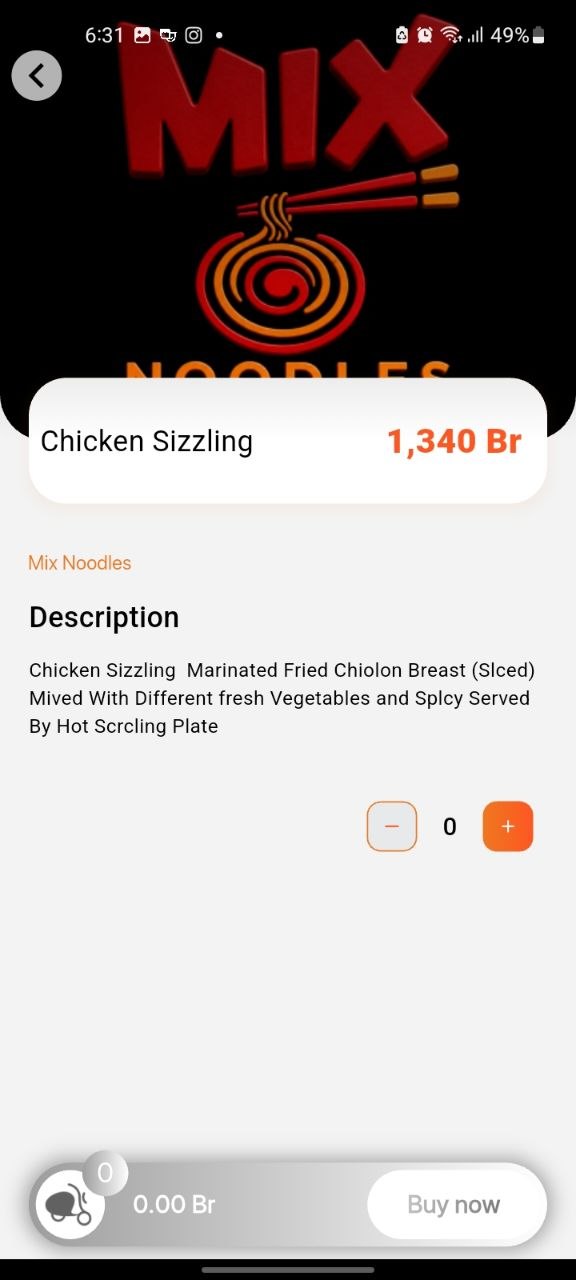 6:31
49%
MIX
NOODLES
Chicken Sizzling
1,340 Br
Mix Noodles
Description
Chicken Sizzling  Marinated Fried Chiolon Breast (Slced)
Mived With Different fresh Vegetables and Splcy Served
By Hot Scrcling Plate
− 0 +
0
0.00 Br
Buy now